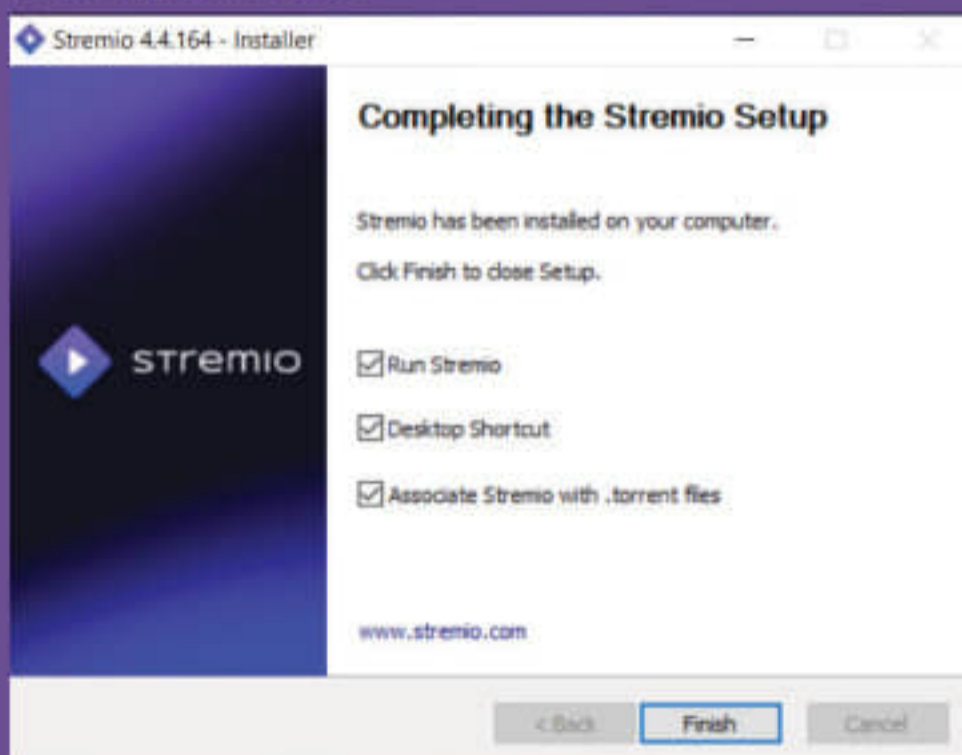 Stremio 4.4.164 - Installer
Completing the Stremio Setup
Stremio has been installed on your computer.
Click Finish to close Setup.
stremio
Run Stremio
Desktop Shortcut
Associate Stremio with .torrent files
www.stremio.com
< Back
Finish
Cancel